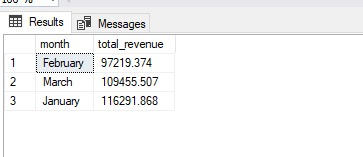 Results Messages
month total_revenue
1 February 97219.374
2 March 109455.507
3 January 116291.868